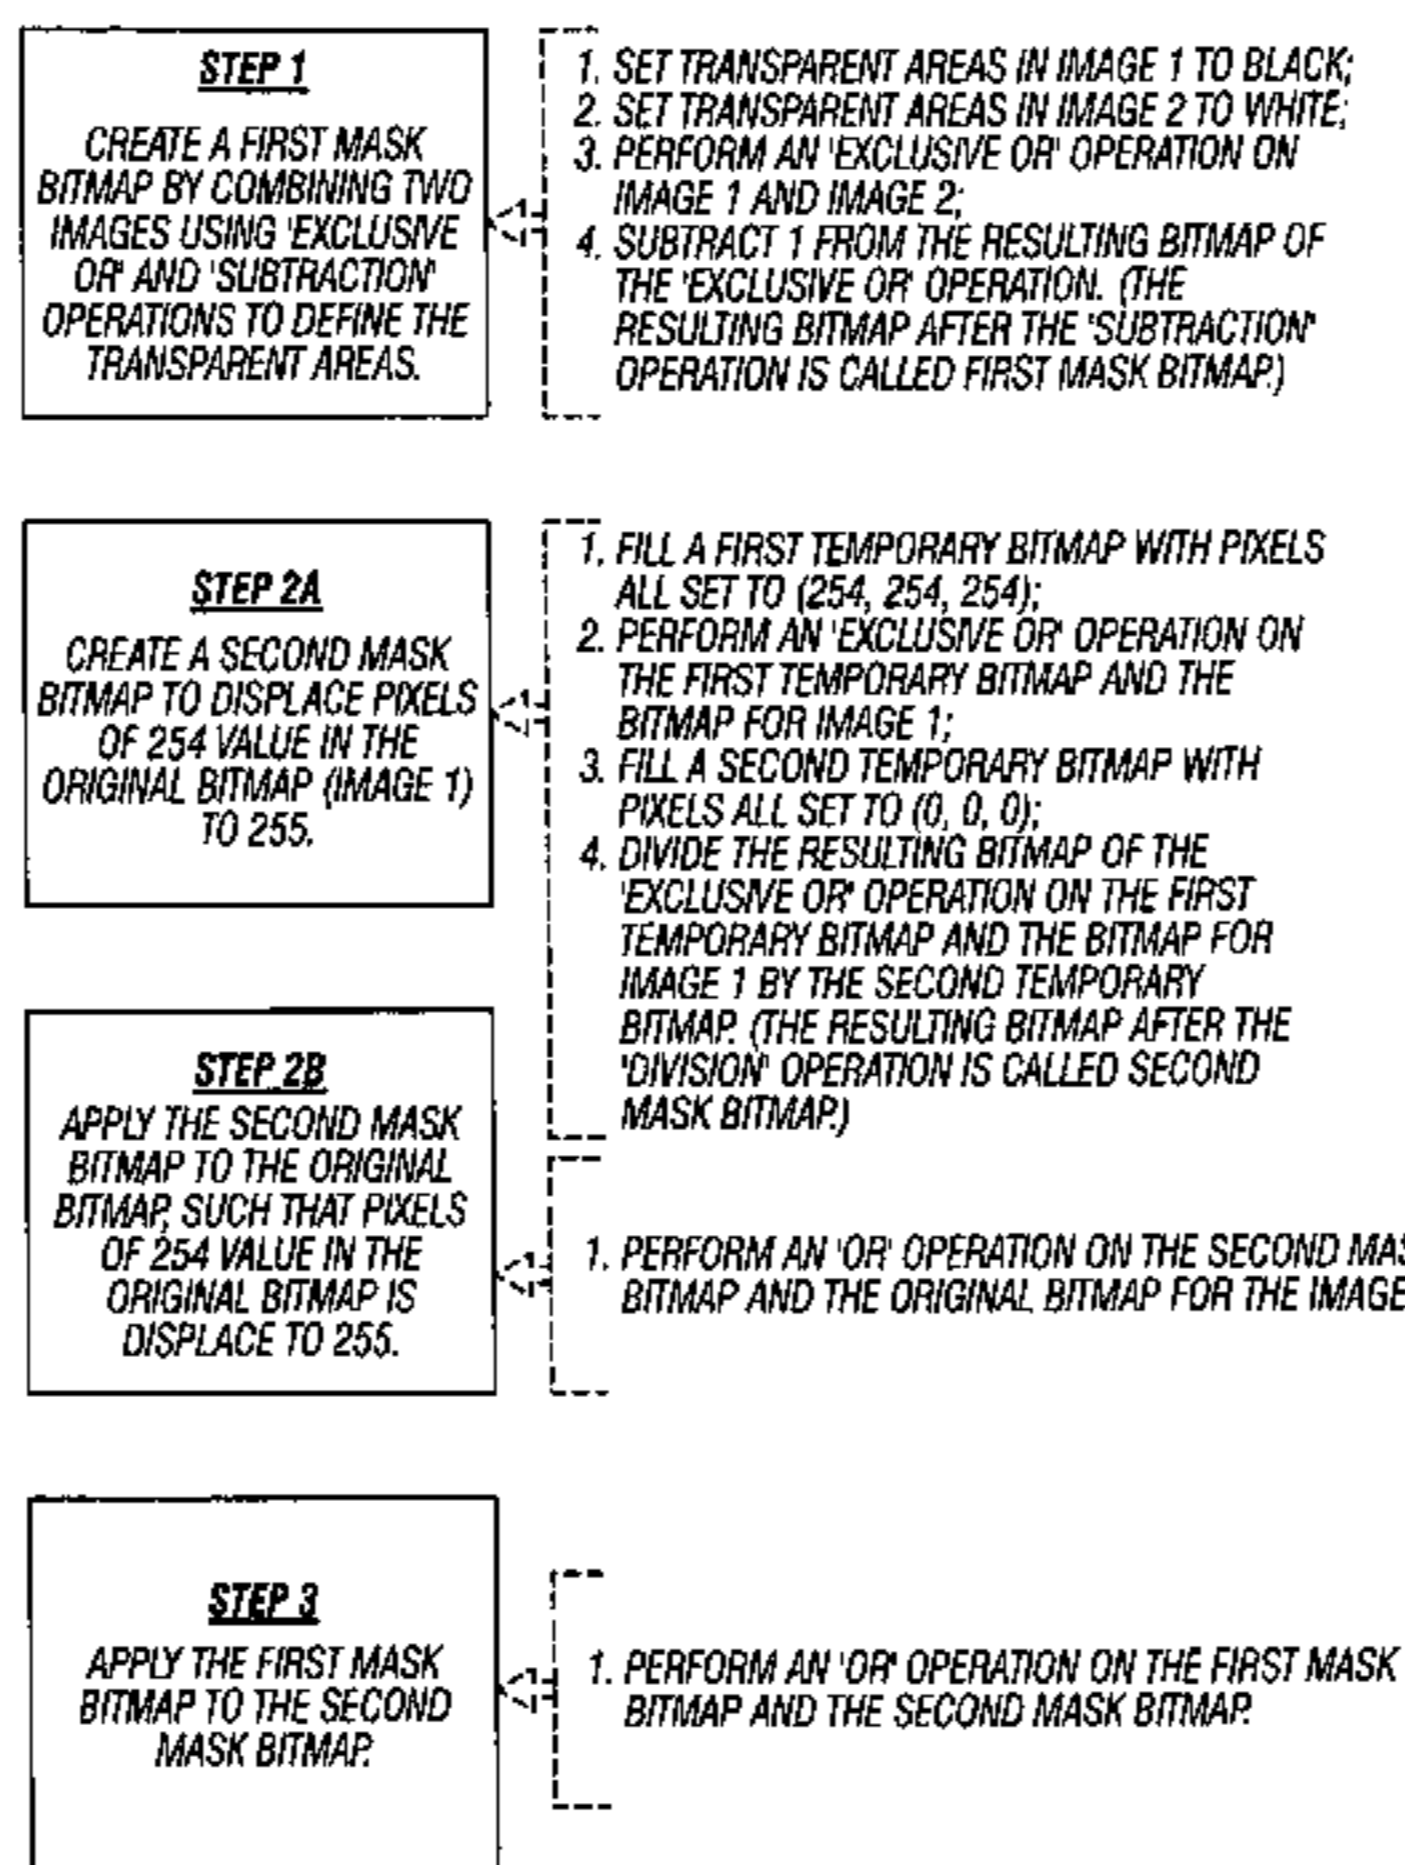 STEP 1
CREATE A FIRST MASK
BITMAP BY COMBINING TWO
IMAGES USING 'EXCLUSIVE
OR' AND 'SUBTRACTION'
OPERATIONS TO DEFINE THE
TRANSPARENT AREAS.
1. SET TRANSPARENT AREAS IN IMAGE 1 TO BLACK;
2. SET TRANSPARENT AREAS IN IMAGE 2 TO WHITE;
3. PERFORM AN 'EXCLUSIVE OR' OPERATION ON
IMAGE 1 AND IMAGE 2;
4. SUBTRACT 1 FROM THE RESULTING BITMAP OF
THE 'EXCLUSIVE OR' OPERATION. (THE
RESULTING BITMAP AFTER THE 'SUBTRACTION'
OPERATION IS CALLED FIRST MASK BITMAP.)
STEP 2A
CREATE A SECOND MASK
BITMAP TO DISPLACE PIXELS
OF 254 VALUE IN THE
ORIGINAL BITMAP (IMAGE 1)
TO 255.
1. FILL A FIRST TEMPORARY BITMAP WITH PIXELS
ALL SET TO (254, 254, 254);
2. PERFORM AN 'EXCLUSIVE OR' OPERATION ON
THE FIRST TEMPORARY BITMAP AND THE
BITMAP FOR IMAGE 1;
3. FILL A SECOND TEMPORARY BITMAP WITH
PIXELS ALL SET TO (0, 0, 0);
4. DIVIDE THE RESULTING BITMAP OF THE
'EXCLUSIVE OR' OPERATION ON THE FIRST
TEMPORARY BITMAP AND THE BITMAP FOR
IMAGE 1 BY THE SECOND TEMPORARY
BITMAP. (THE RESULTING BITMAP AFTER THE
'DIVISION' OPERATION IS CALLED SECOND
MASK BITMAP.)
STEP 2B
APPLY THE SECOND MASK
BITMAP TO THE ORIGINAL
BITMAP, SUCH THAT PIXELS
OF 254 VALUE IN THE
ORIGINAL BITMAP IS
DISPLACE TO 255.
1. PERFORM AN 'OR' OPERATION ON THE SECOND
BITMAP AND THE ORIGINAL BITMAP FOR THE IMAGE
STEP 3
APPLY THE FIRST MASK
BITMAP TO THE SECOND
MASK BITMAP.
1. PERFORM AN 'OR' OPERATION ON THE FIRST MASK
BITMAP AND THE SECOND MASK BITMAP.